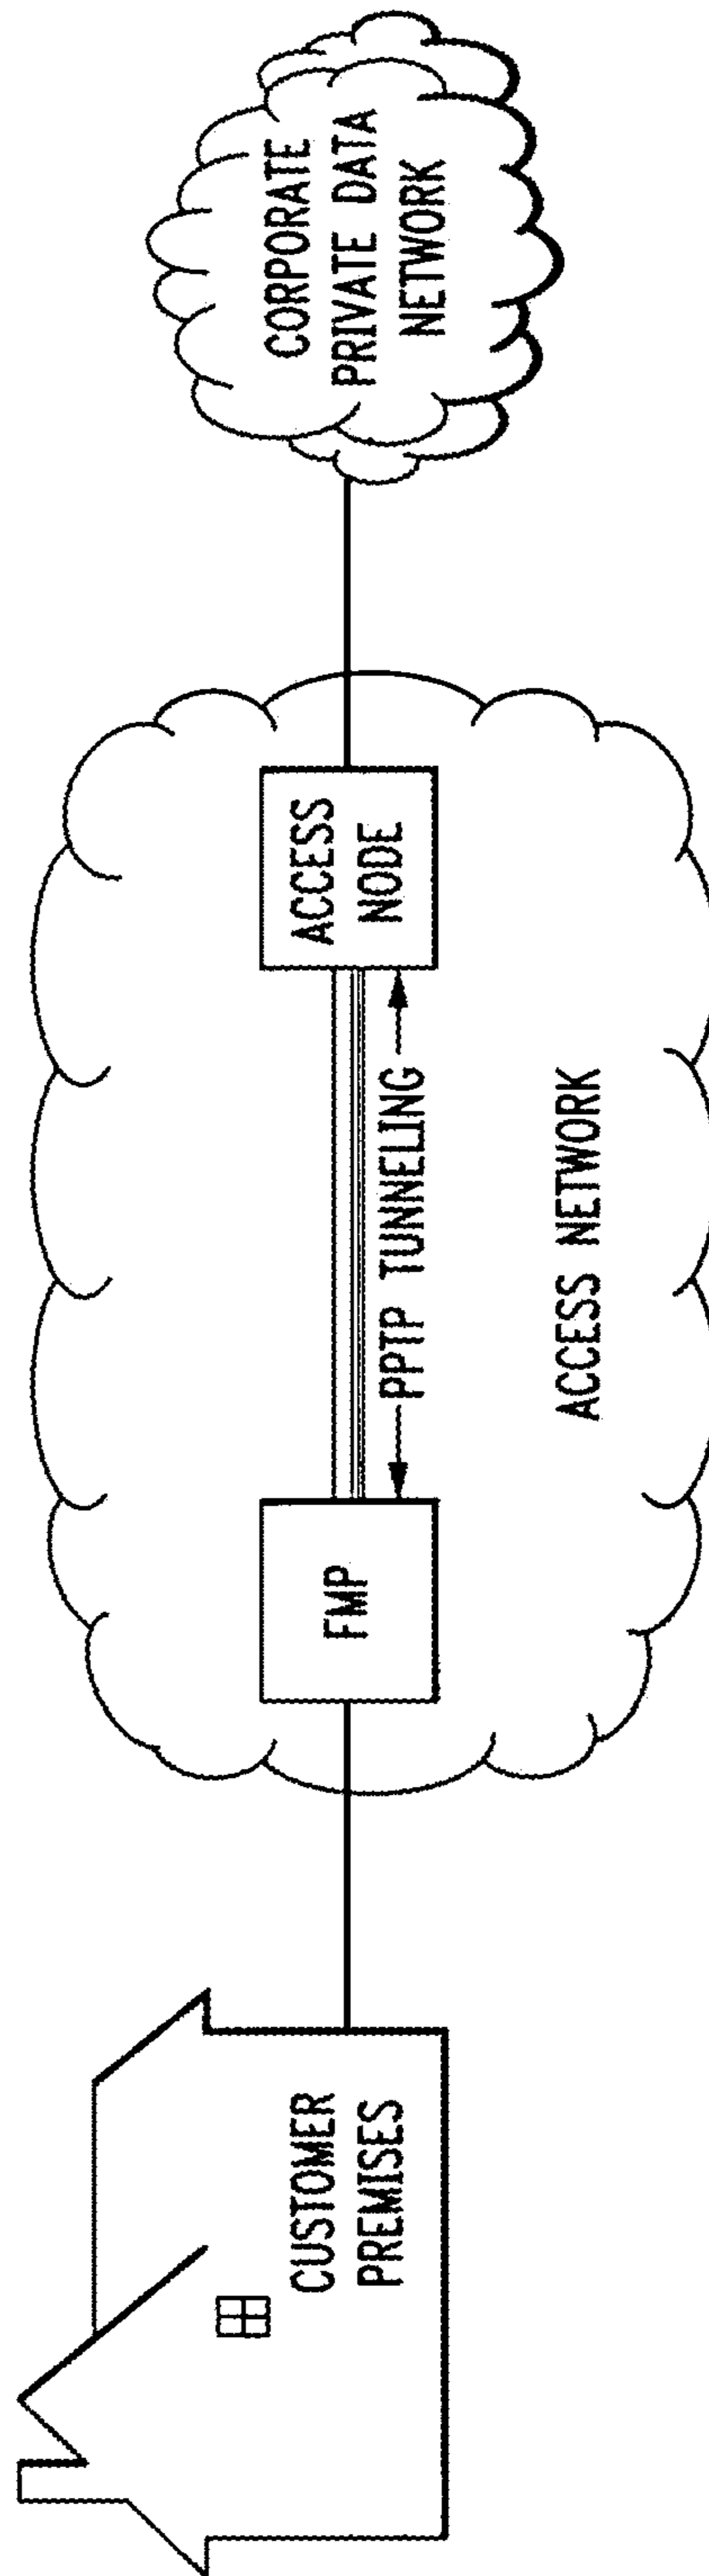 CUSTOMER
PREMISES
FMP
PPTP TUNNELING
ACCESS
NODE
ACCESS NETWORK
CORPORATE
PRIVATE DATA
NETWORK